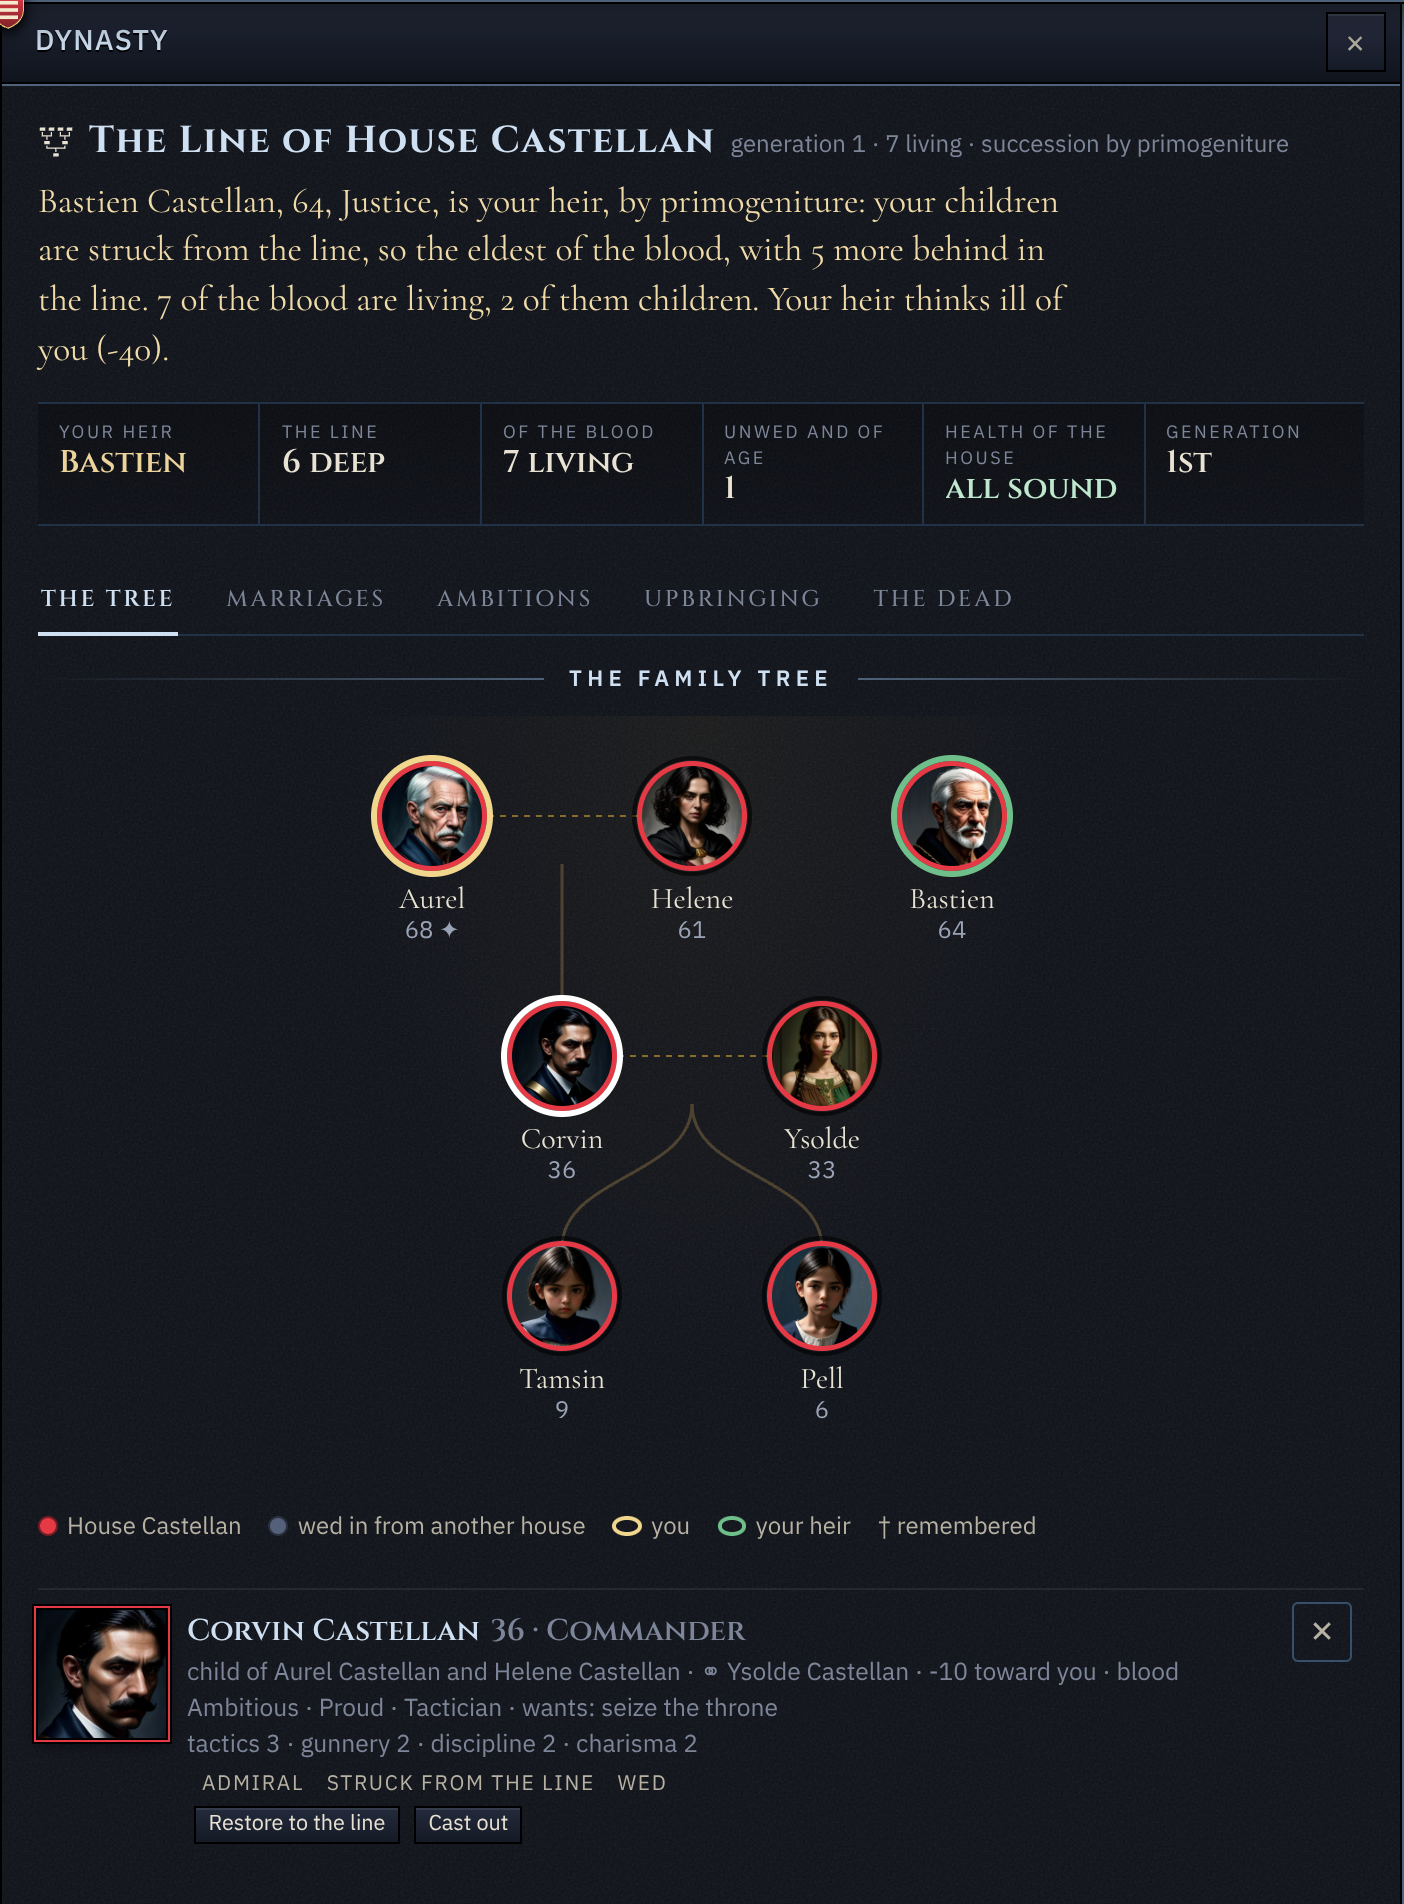 DYNASTY
×
THE LINE OF HOUSE CASTELLAN generation 1 · 7 living · succession by primogeniture
Bastien Castellan, 64, Justice, is your heir, by primogeniture: your children
are struck from the line, so the eldest of the blood, with 5 more behind in
the line. 7 of the blood are living, 2 of them children. Your heir thinks ill of
you (-40).
YOUR HEIR
BASTIEN
THE LINE
6 DEEP
OF THE BLOOD
7 LIVING
UNWED AND OF
AGE
1
HEALTH OF THE
HOUSE
ALL SOUND
GENERATION
1ST
THE TREE MARRIAGES AMBITIONS UPBRINGING THE DEAD
THE FAMILY TREE
Aurel Helene Bastien
68 ✦ 61 64
Corvin Ysolde
36 33
Tamsin Pell
9 6
House Castellan wed in from another house you your heir † remembered
CORVIN CASTELLAN 36 · COMMANDER
×
child of Aurel Castellan and Helene Castellan · ⚭ Ysolde Castellan · -10 toward you · blood
Ambitious · Proud · Tactician · wants: seize the throne
tactics 3 · gunnery 2 · discipline 2 · charisma 2
ADMIRAL STRUCK FROM THE LINE WED
Restore to the line Cast out